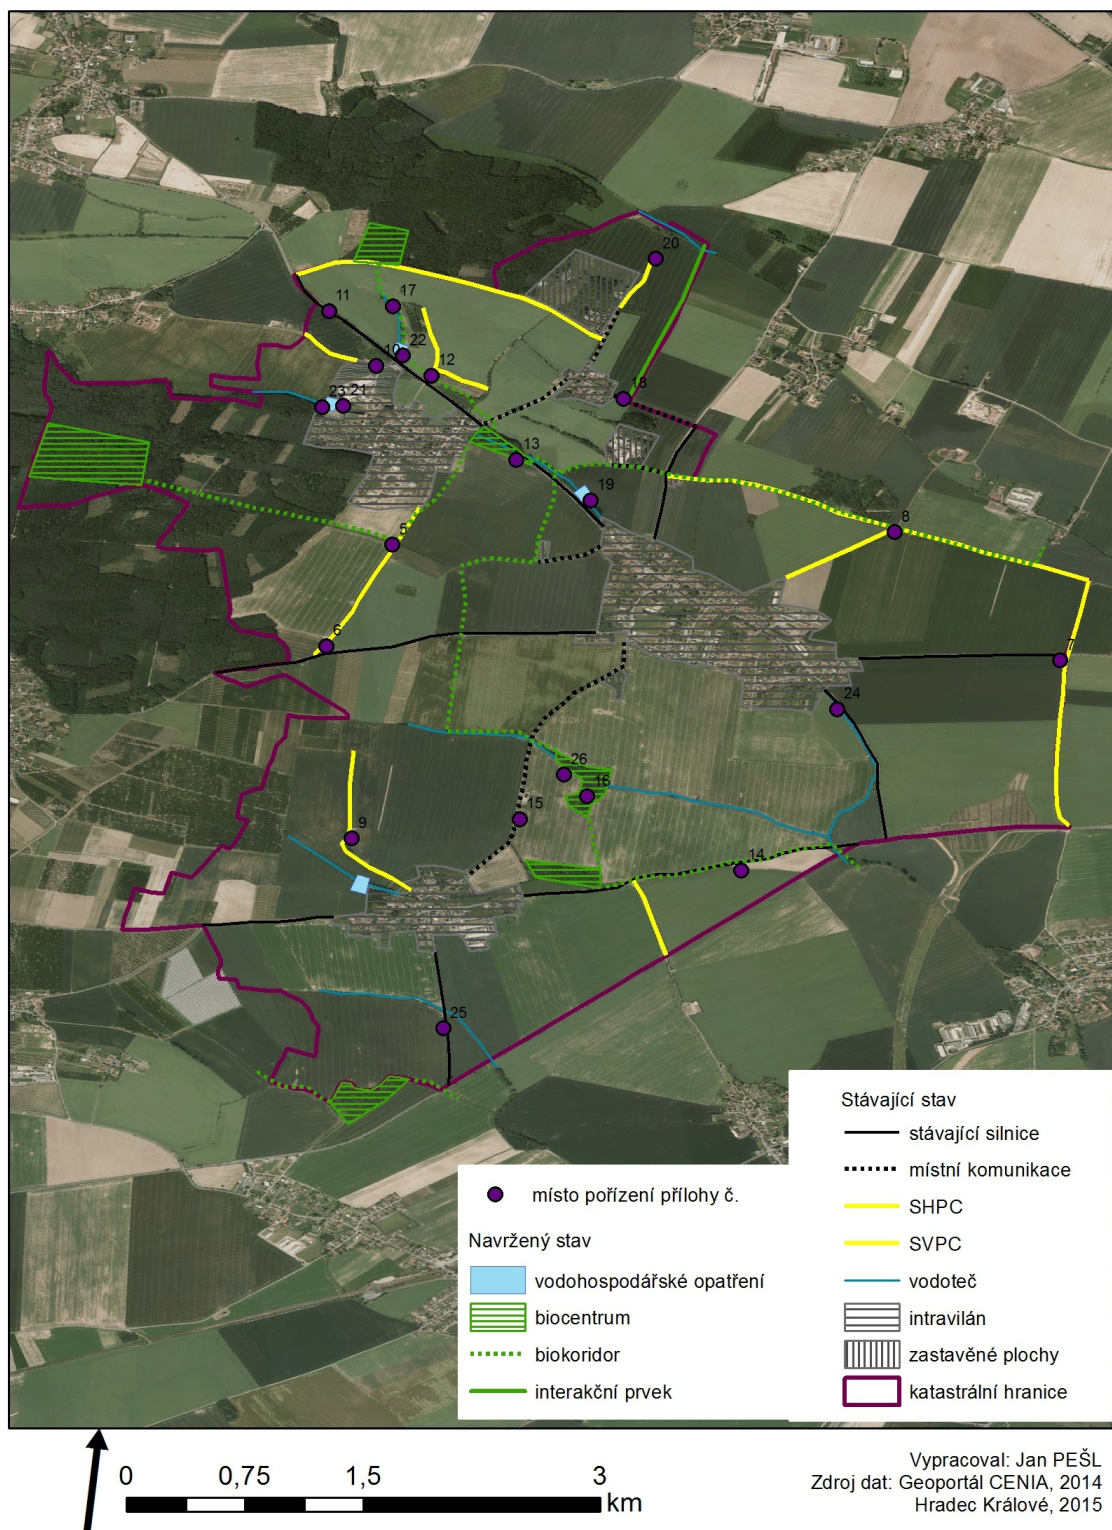 20
17
11
22
10
12
18
23
21
13
19
8
5
6
7
24
© ČÚZK
26
16
15
9
14
25
místo pořízení přílohy č.
Navržený stav
vodohospodářské opatření
biocentrum
biokoridor
interakční prvek
Stávající stav
stávající silnice
místní komunikace
SHPC
SVPC
vodoteč
intravilán
zastavěné plochy
katastrální hranice
0 0,75 1,5 3
km
Vypracoval: Jan PEŠL
Zdroj dat: Geoportál CENIA, 2014
Hradec Králové, 2015